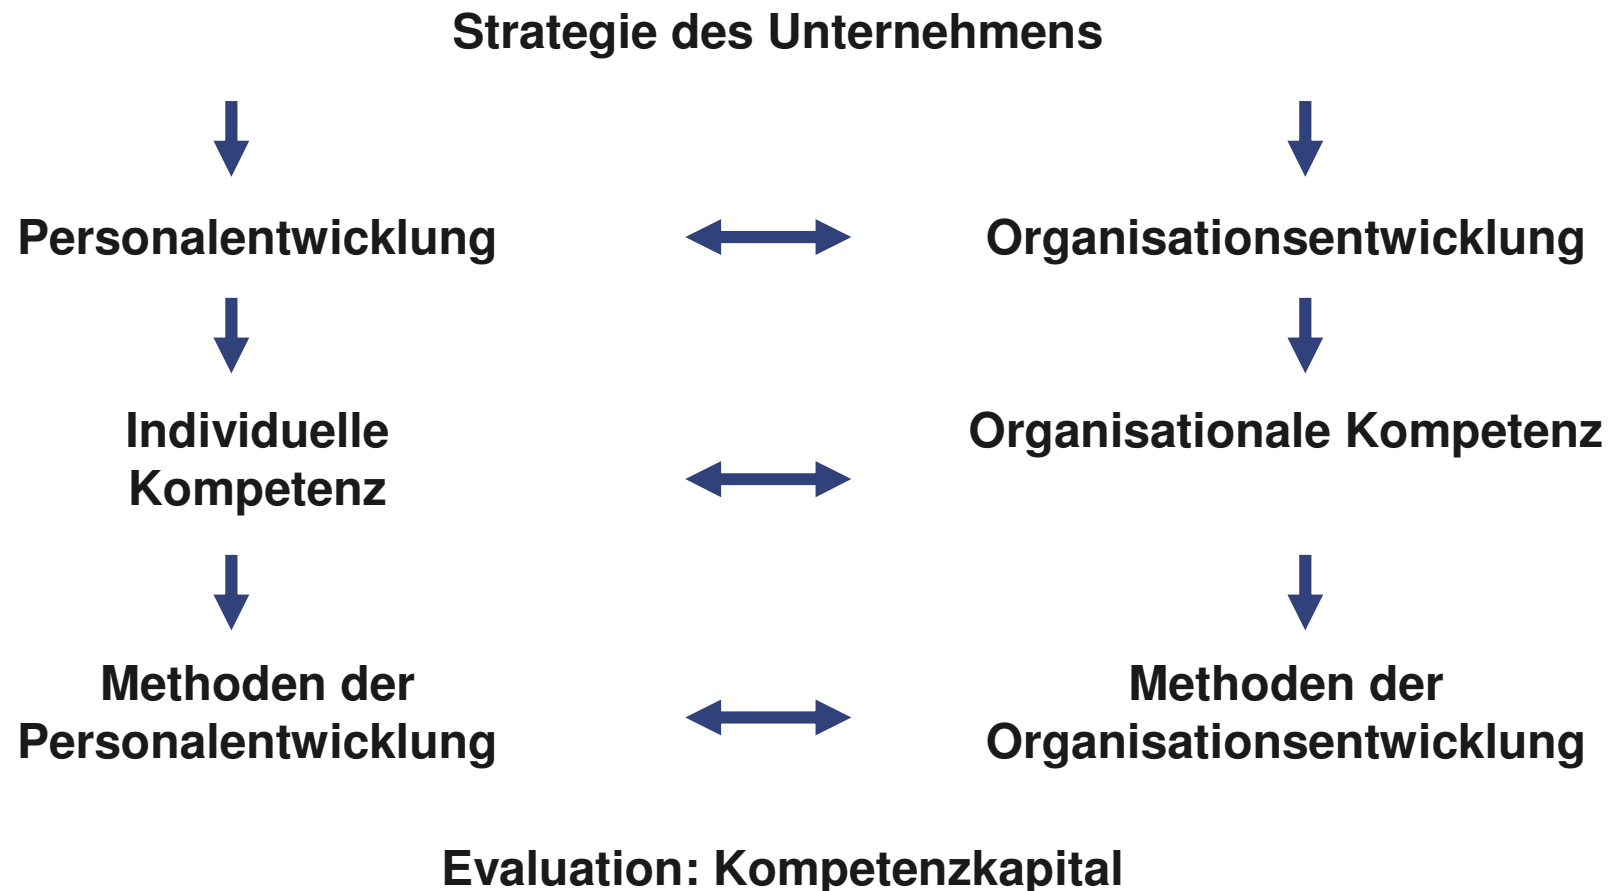 Strategie des Unternehmens
Personalentwicklung
Organisationsentwicklung
Individuelle
Kompetenz
Organisationale Kompetenz
Methoden der
Personalentwicklung
Methoden der
Organisationsentwicklung
Evaluation: Kompetenzkapital